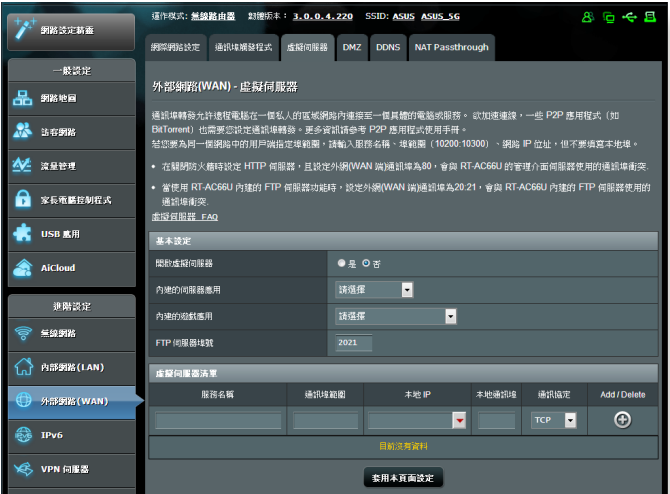 運作模式: 無線路由器 韌體版本: 3.0.0.4.220 SSID: ASUS ASUS_5G
網路設定精靈
一般設定
網路地圖
訪客網路
流量管理
家長電腦控制程式
USB 應用
AiCloud
進階設定
無線網路
內部網路(LAN)
外部網路(WAN)
IPv6
VPN 伺服器
網際網路設定 通訊埠觸發程式 虛擬伺服器 DMZ DDNS NAT Passthrough
外部網路(WAN) - 虛擬伺服器
通訊埠轉發允許遠程電腦在一個私人的區域網路內連接至一個具體的電腦或服務。欲加速連線，一些 P2P 應用程式（如
BitTorrent）也需要您設定通訊埠轉發。更多資訊請參考 P2P 應用程式使用手冊。
若您要為同一個網路中的用戶端指定埠範圍，請輸入服務名稱、埠範圍（10200:10300）、網路 IP 位址，但不要填寫本地埠。
• 在關閉防火牆時設定 HTTP 伺服器，且設定外網(WAN 端)通訊埠為80，會與 RT-AC66U 的管理介面伺服器使用的通訊埠衝突.
• 當使用 RT-AC66U 內建的 FTP 伺服器功能時，設定外網(WAN 端)通訊埠為20:21，會與 RT-AC66U 內建的 FTP 伺服器使用的
通訊埠衝突.
虛擬伺服器 FAQ
基本設定
開啟虛擬伺服器 是 否
內建的伺服器應用 請選擇
內建的遊戲應用 請選擇
FTP 伺服器埠號 2021
虛擬伺服器清單
服務名稱 通訊埠範圍 本地 IP 本地通訊埠 通訊協定 Add / Delete
TCP
目前沒有資料
套用本頁面設定